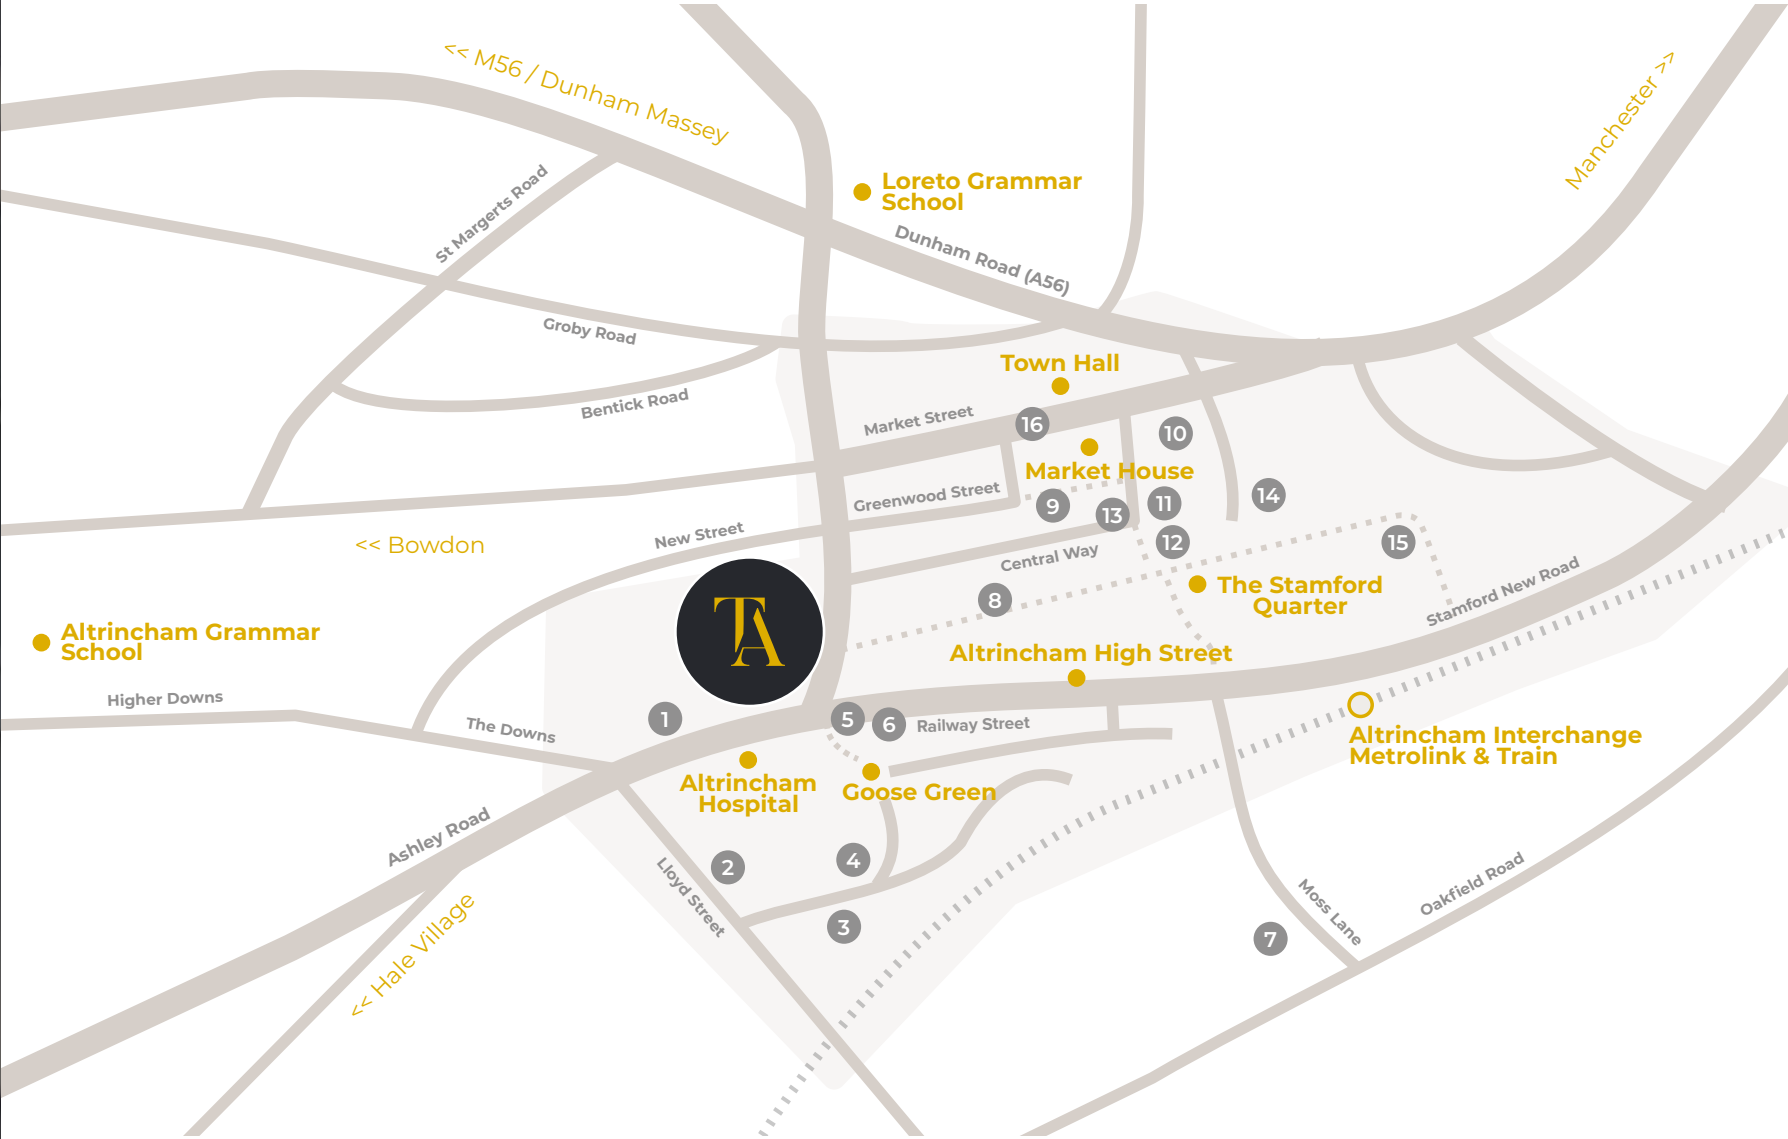 << M56 / Dunham Massey
Manchester >>
St Margerts Road
Loreto Grammar
School
Dunham Road (A56)
Groby Road
Town Hall
Bentick Road
Market Street
16
10
Market House
Greenwood Street
9
13
11
14
New Street
<< Bowdon
Central Way
12
15
8
The Stamford
Quarter
Stamford New Road
TA
Altrincham Grammar
School
Altrincham High Street
Higher Downs
The Downs
1
5
6
Railway Street
Altrincham Interchange
Metrolink & Train
Altrincham
Hospital
Goose Green
Ashley Road
2
4
Lloyd Street
3
<< Hale Village
7
Moss Lane
Oakfield Road